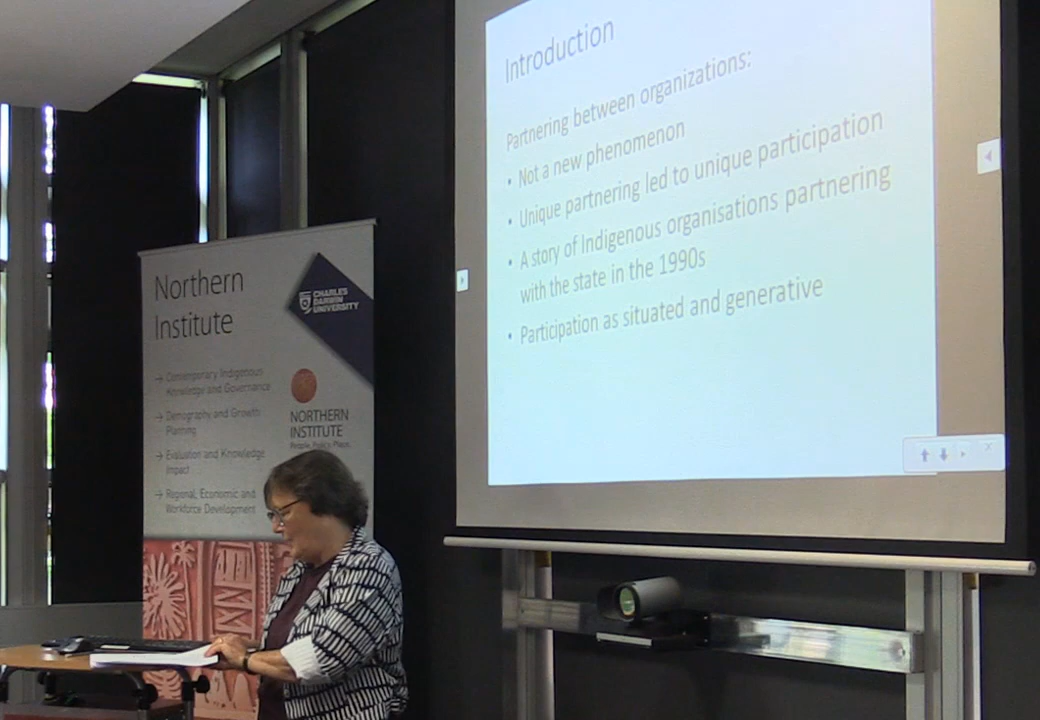 Introduction
Partnering between organizations:
• Not a new phenomenon
• Unique partnering led to unique participation
• A story of Indigenous organisations partnering
with the state in the 1990s
• Participation as situated and generative
Northern
Institute
CHARLES
DARWIN
UNIVERSITY
→ Contemporary Indigenous
Knowledge and Governance
→ Demography and Growth
Planning
→ Evaluation and Knowledge
Impact
→ Regional, Economic and
Workforce Development
NORTHERN
INSTITUTE
People. Policy. Place.